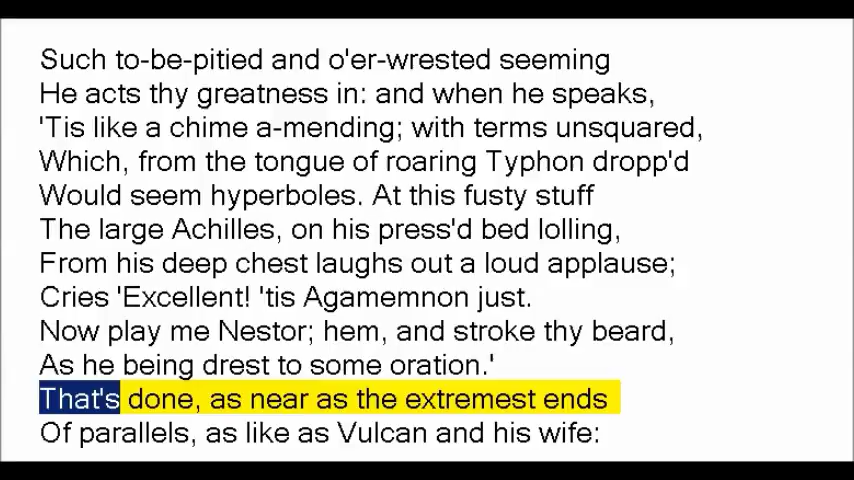 Such to-be-pitied and o'er-wrested seeming
He acts thy greatness in: and when he speaks,
'Tis like a chime a-mending; with terms unsquared,
Which, from the tongue of roaring Typhon dropp'd
Would seem hyperboles. At this fusty stuff
The large Achilles, on his press'd bed lolling,
From his deep chest laughs out a loud applause;
Cries 'Excellent! 'tis Agamemnon just.
Now play me Nestor; hem, and stroke thy beard,
As he being drest to some oration.'
That's done, as near as the extremest ends
Of parallels, as like as Vulcan and his wife: